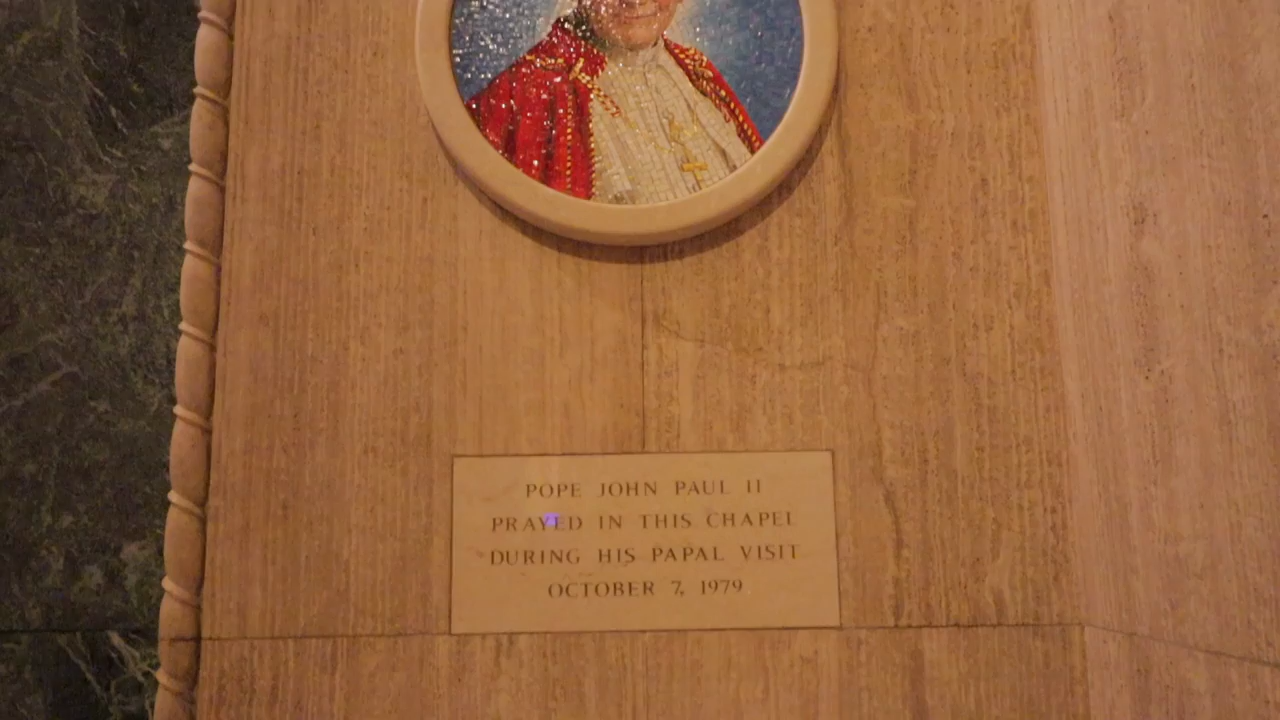 POPE JOHN PAUL II
PRAYED IN THIS CHAPEL
DURING HIS PAPAL VISIT
OCTOBER 7, 1979